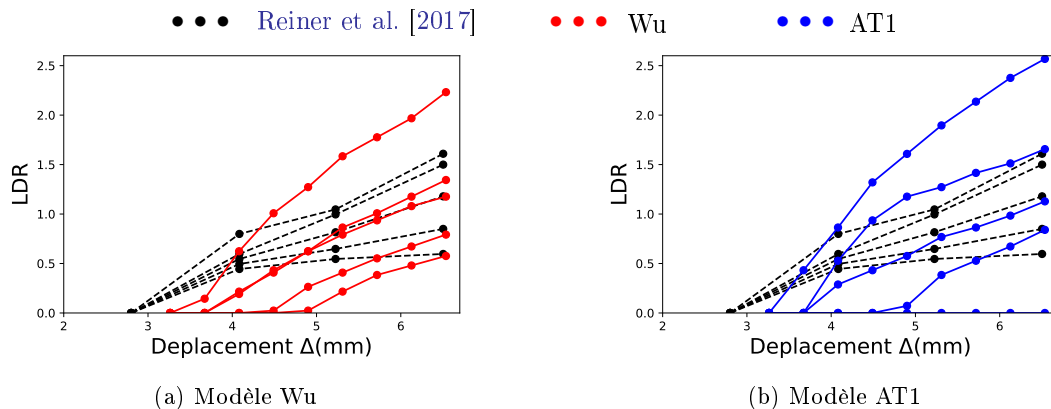 Reiner et al. [2017] Wu AT1
2.5 2.5
2.0 2.0
1.5 1.5
LDR LDR
1.0 1.0
0.5 0.5
0.0 0.0
2 3 4 5 6 2 3 4 5 6
Deplacement Δ(mm) Deplacement Δ(mm)
(a) Modèle Wu (b) Modèle AT1